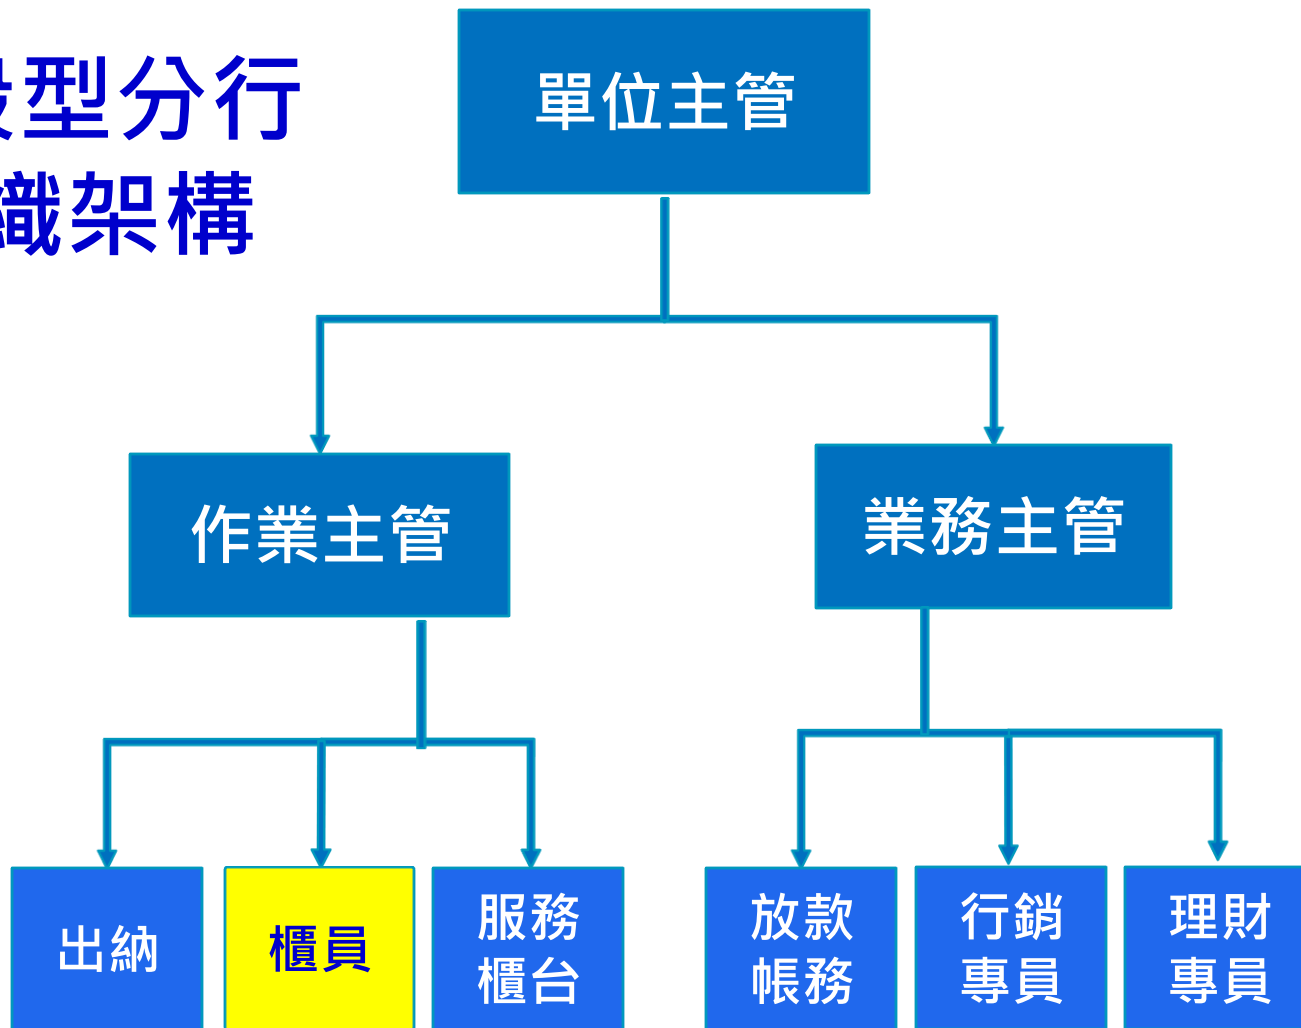 型分行
織架構
單位主管
作業主管
業務主管
出納
櫃員
服務
櫃台
放款
帳務
行銷
專員
理財
專員